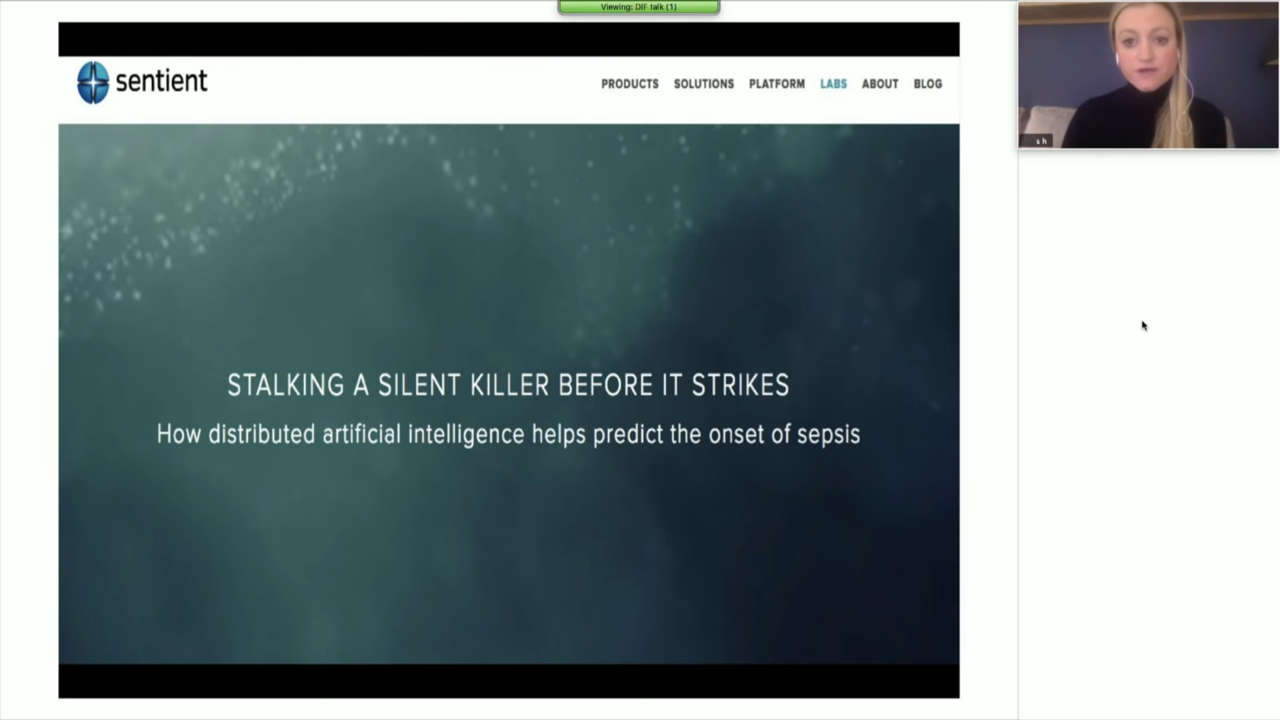 Viewing: DIF talk (1)
sentient
PRODUCTS SOLUTIONS PLATFORM LABS ABOUT BLOG
STALKING A SILENT KILLER BEFORE IT STRIKES
How distributed artificial intelligence helps predict the onset of sepsis
s h